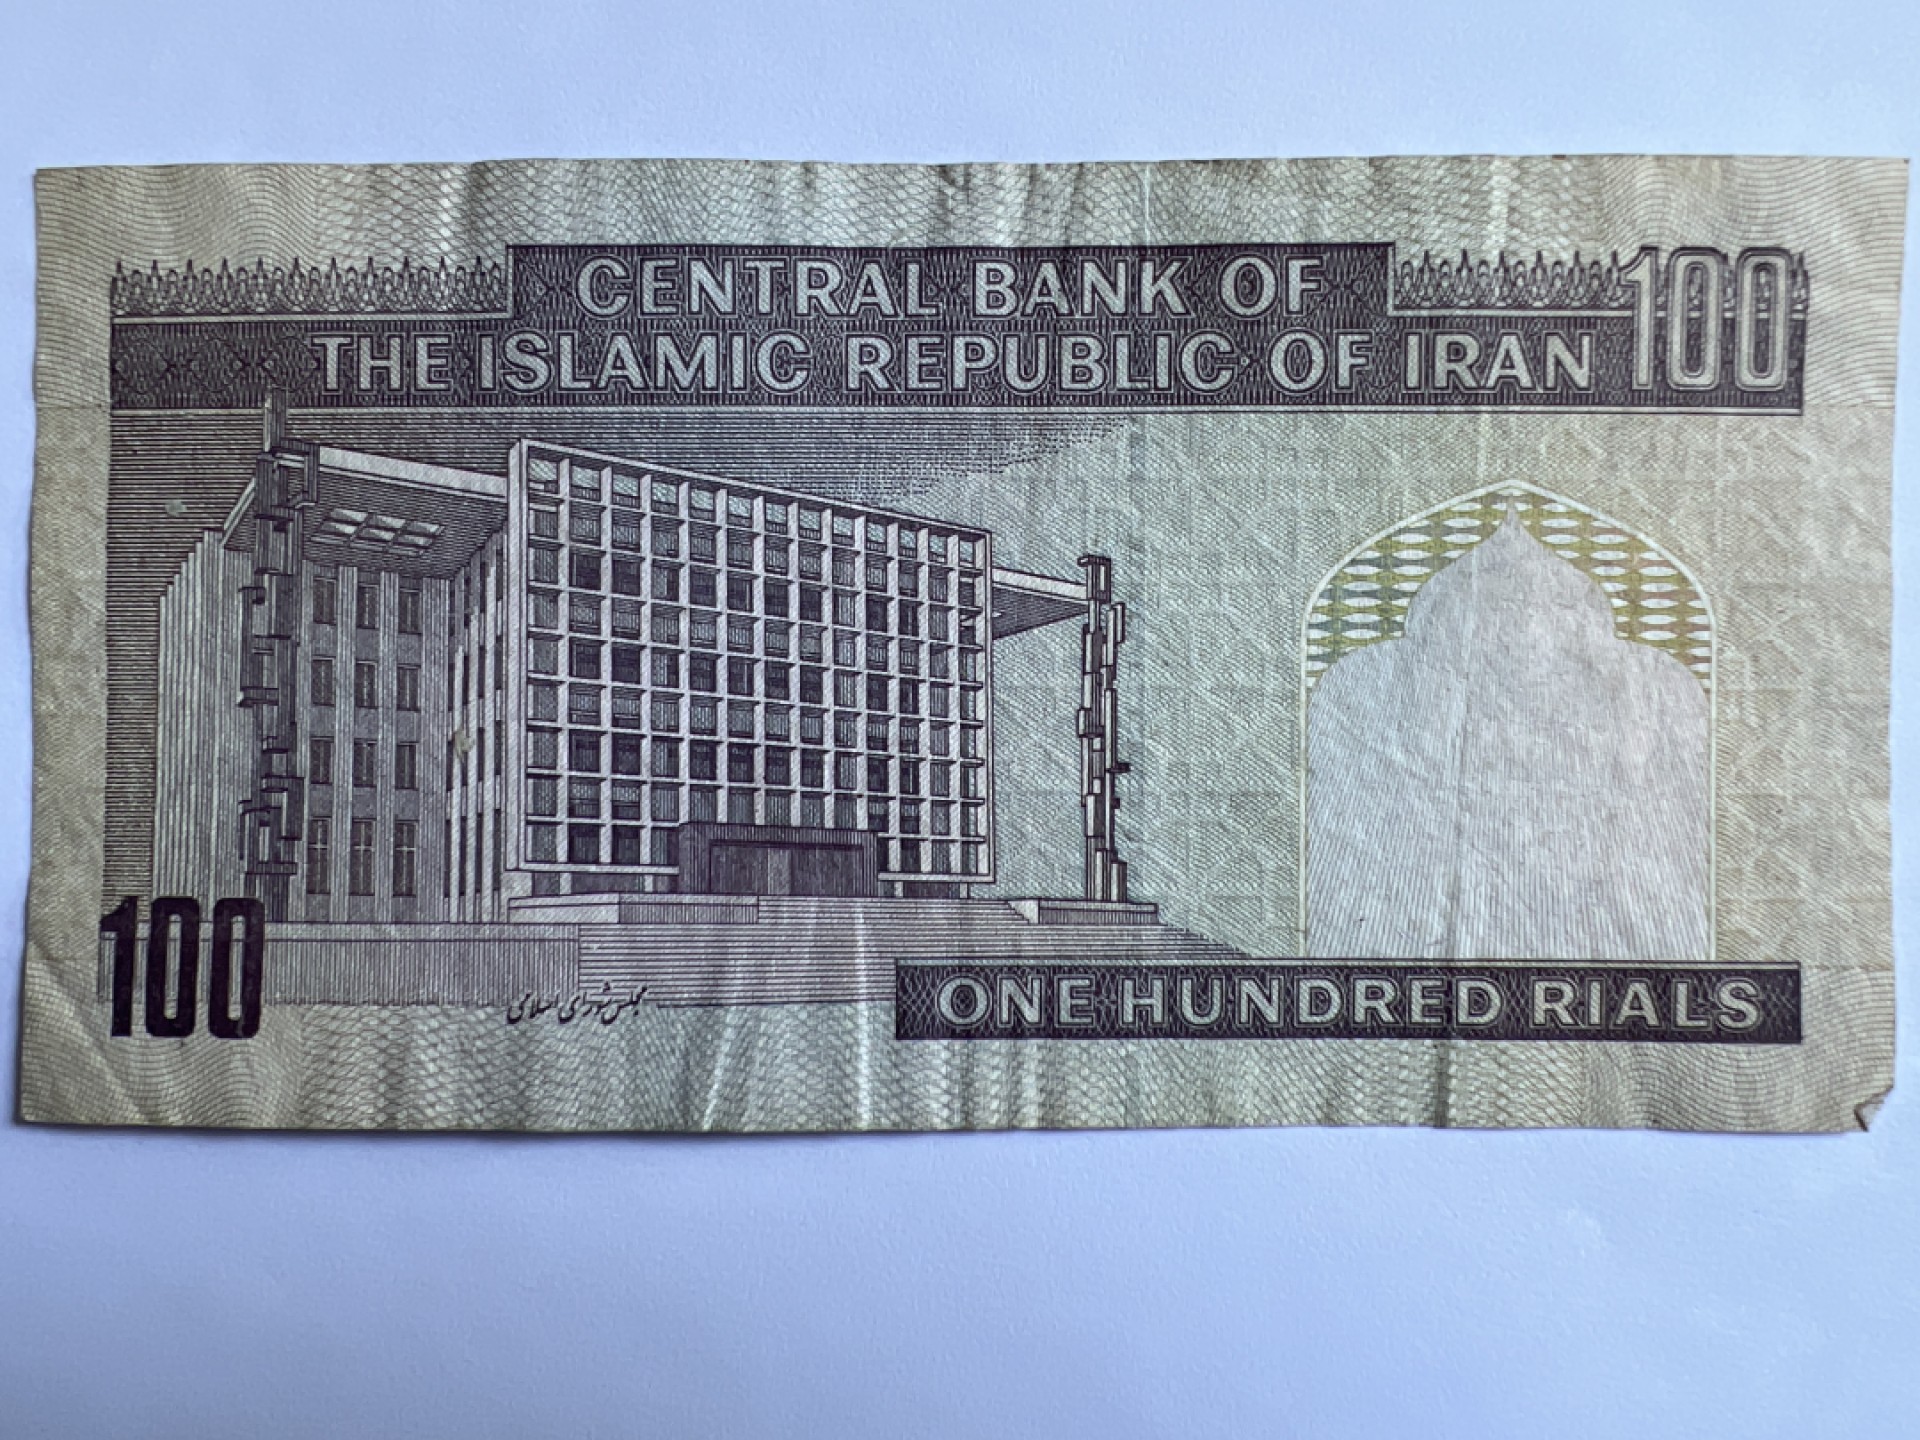 CENTRAL BANK OF
THE ISLAMIC REPUBLIC OF IRAN 100
100
مجلس شورای اسلامی
ONE HUNDRED RIALS